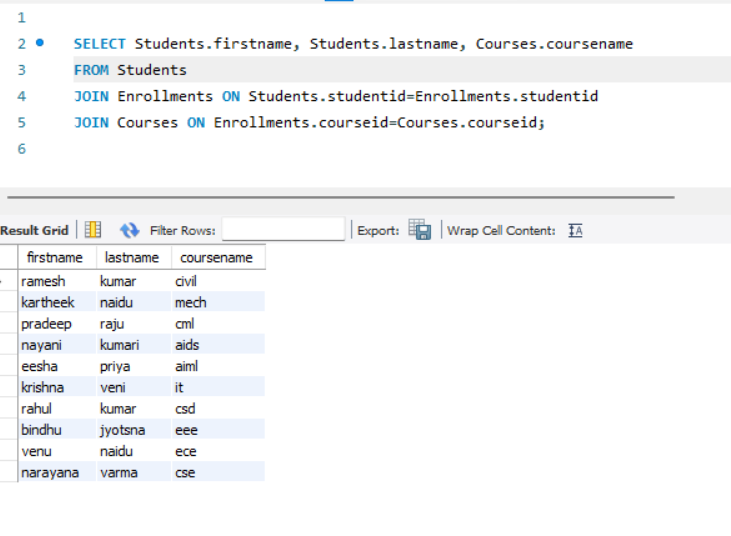 1
2 SELECT Students.firstname, Students.lastname, Courses.coursename
3 FROM Students
4 JOIN Enrollments ON Students.studentid=Enrollments.studentid
5 JOIN Courses ON Enrollments.courseid=Courses.courseid;
6
Result Grid Filter Rows: Export: Wrap Cell Content: IA
firstname lastname coursename
ramesh kumar civil
kartheek naidu mech
pradeep raju cml
nayani kumari aids
eesha priya aiml
krishna veni it
rahul kumar csd
bindhu jyotsna eee
venu naidu ece
narayana varma cse